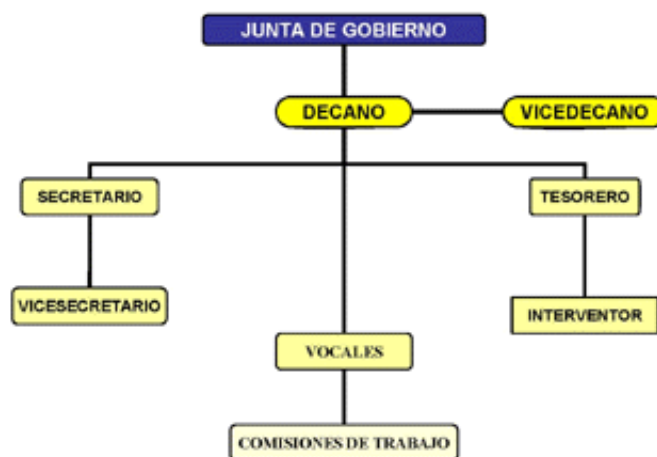 JUNTA DE GOBIERNO
DECANO
VICEDECANO
SECRETARIO
TESORERO
VICESECRETARIO
INTERVENTOR
VOCALES
COMISIONES DE TRABAJO